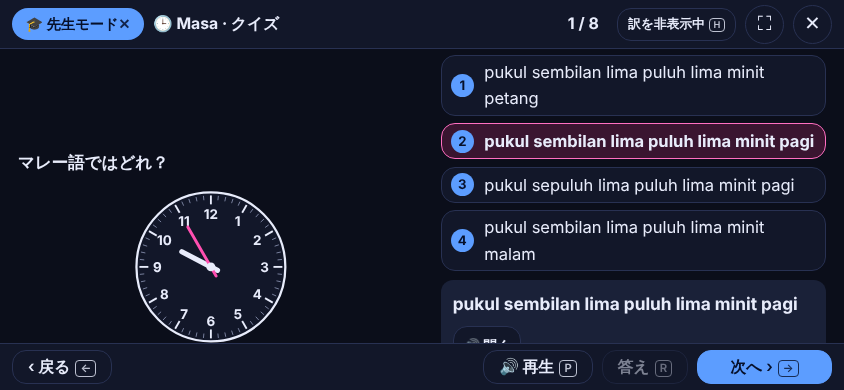 🎓 先生モード✕ 🕒 Masa · クイズ 1 / 8 訳を非表示中 H ✕
マレー語ではどれ？
12
11 1
10 2
9 3
8 4
7 5
6
1 pukul sembilan lima puluh lima minit
petang
2 pukul sembilan lima puluh lima minit pagi
3 pukul sepuluh lima puluh lima minit pagi
4 pukul sembilan lima puluh lima minit
malam
pukul sembilan lima puluh lima minit pagi
‹ 戻る ← 🔊 再生 P 答え R 次へ › →